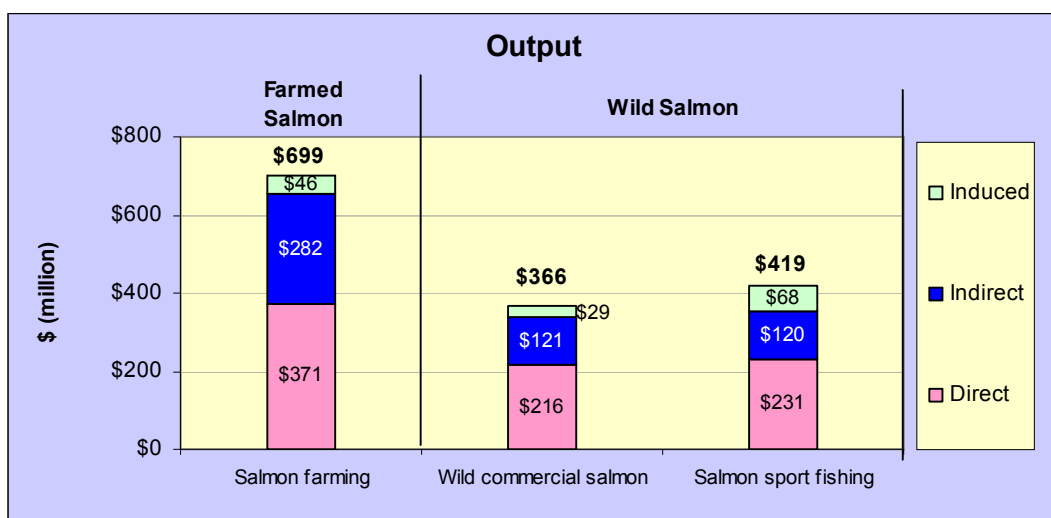 Output
Farmed
Salmon
Wild Salmon
$ (million)
$800
$600
$400
$200
$0
$699
$46
$282
$371
$366
$29
$121
$216
$419
$68
$120
$231
Salmon farming
Wild commercial salmon
Salmon sport fishing
Induced
Indirect
Direct